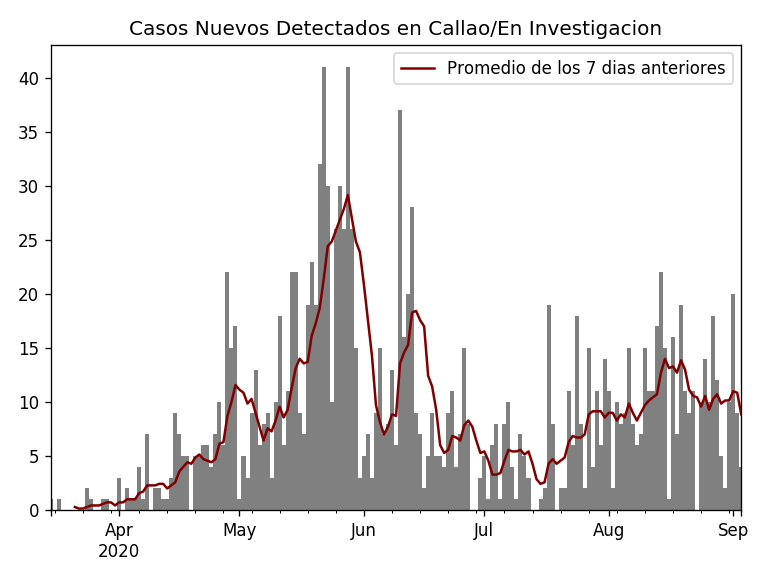 Casos Nuevos Detectados en Callao/En Investigacion
Promedio de los 7 dias anteriores
40
35
30
25
20
15
10
5
0
Apr
2020
May
Jun
Jul
Aug
Sep